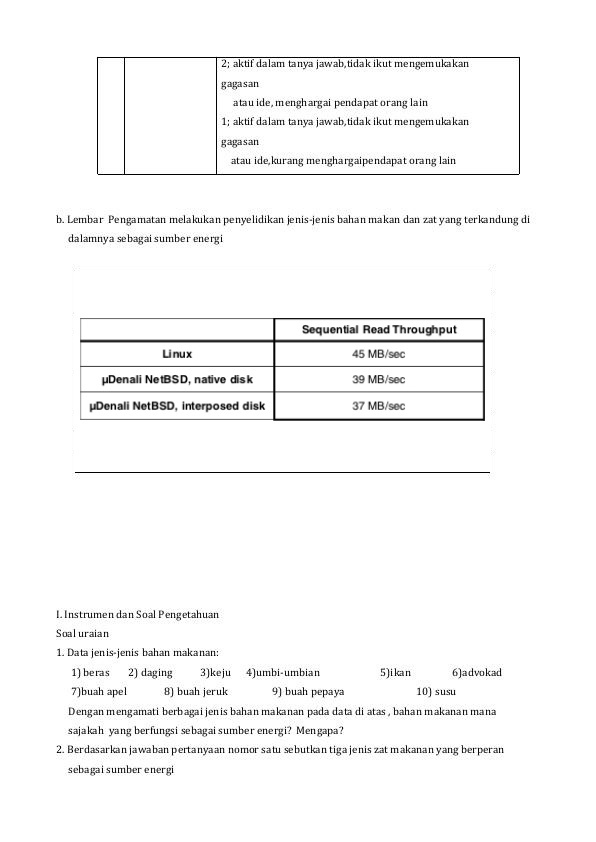 2; aktif dalam tanya jawab,tidak ikut mengemukakan
gagasan
atau ide, menghargai pendapat orang lain
1; aktif dalam tanya jawab,tidak ikut mengemukakan
gagasan
atau ide,kurang menghargaipendapat orang lain
b. Lembar Pengamatan melakukan penyelidikan jenis-jenis bahan makan dan zat yang terkandung di
dalamnya sebagai sumber energi
Sequential Read Throughput
Linux 45 MB/sec
µDenali NetBSD, native disk 39 MB/sec
µDenali NetBSD, interposed disk 37 MB/sec
I. Instrumen dan Soal Pengetahuan
Soal uraian
1. Data jenis-jenis bahan makanan:
1) beras 2) daging 3)keju 4)umbi-umbian 5)ikan 6)advokad
7)buah apel 8) buah jeruk 9) buah pepaya 10) susu
Dengan mengamati berbagai jenis bahan makanan pada data di atas , bahan makanan mana
sajakah yang berfungsi sebagai sumber energi? Mengapa?
2. Berdasarkan jawaban pertanyaan nomor satu sebutkan tiga jenis zat makanan yang berperan
sebagai sumber energi